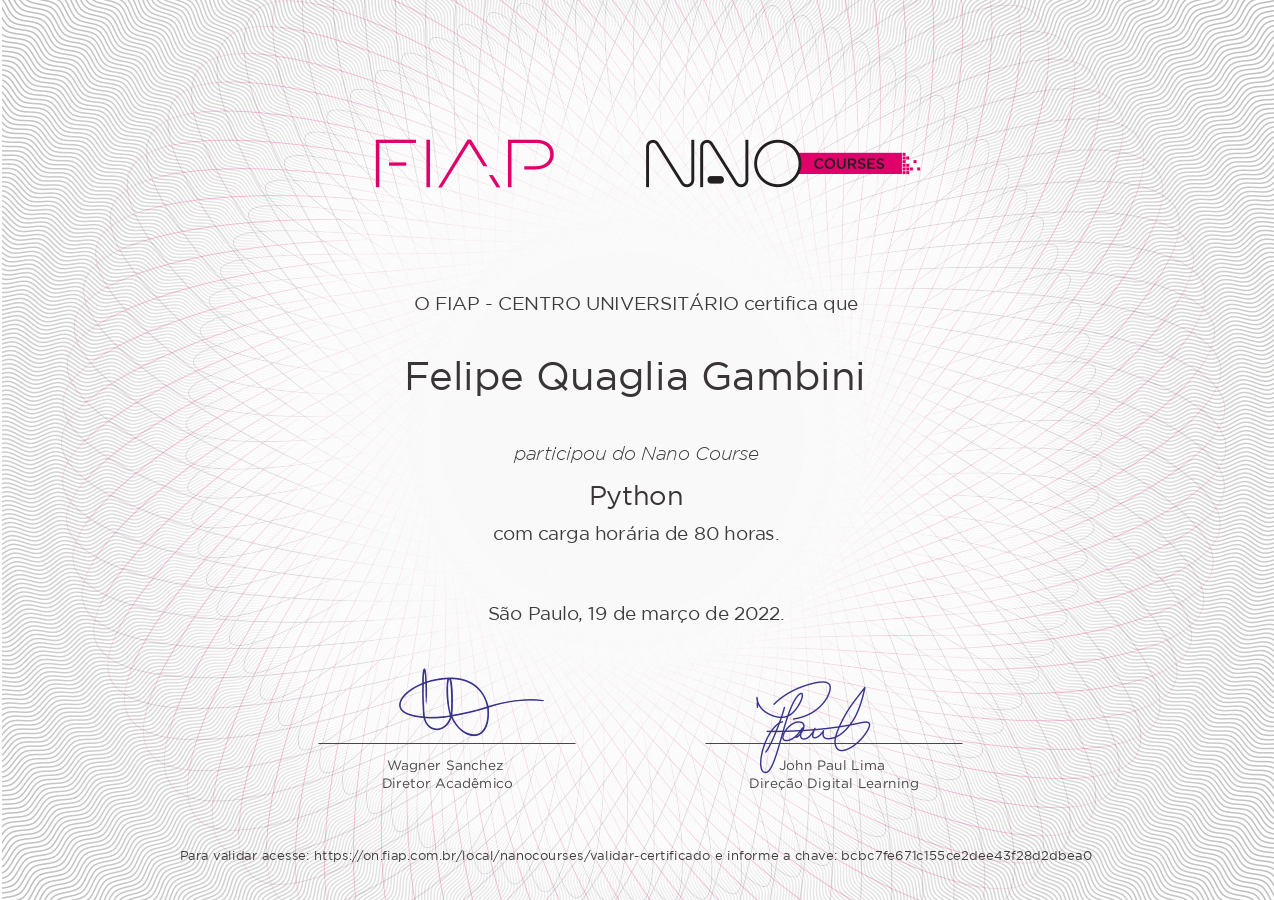 FIAP NANO COURSES
O FIAP - CENTRO UNIVERSITÁRIO certifica que
Felipe Quaglia Gambini
participou do Nano Course
Python
com carga horária de 80 horas.
São Paulo, 19 de março de 2022.
Wagner Sanchez John Paul Lima
Diretor Acadêmico Direção Digital Learning
Para validar acesse: https://on.fiap.com.br/local/nanocourses/validar-certificado e informe a chave: bcbc7fe671c155ce2dee43f28d2dbea0